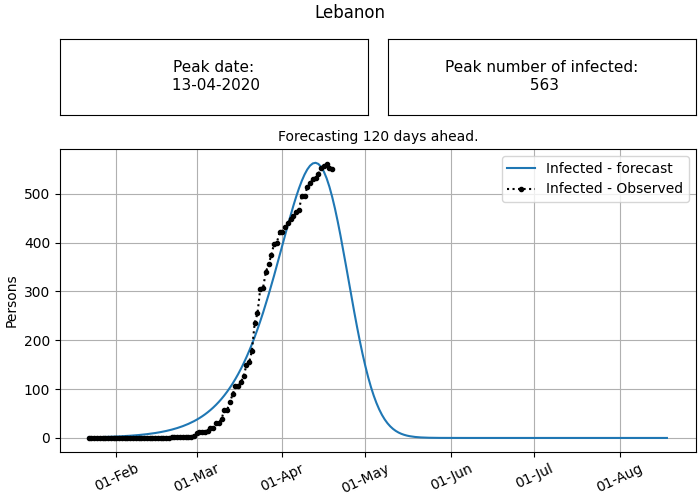 Lebanon
Peak date:
13-04-2020
Peak number of infected:
563
Forecasting 120 days ahead.
Infected - forecast
Infected - Observed
Persons
500
400
300
200
100
0
01-Feb
01-Mar
01-Apr
01-May
01-Jun
01-Jul
01-Aug